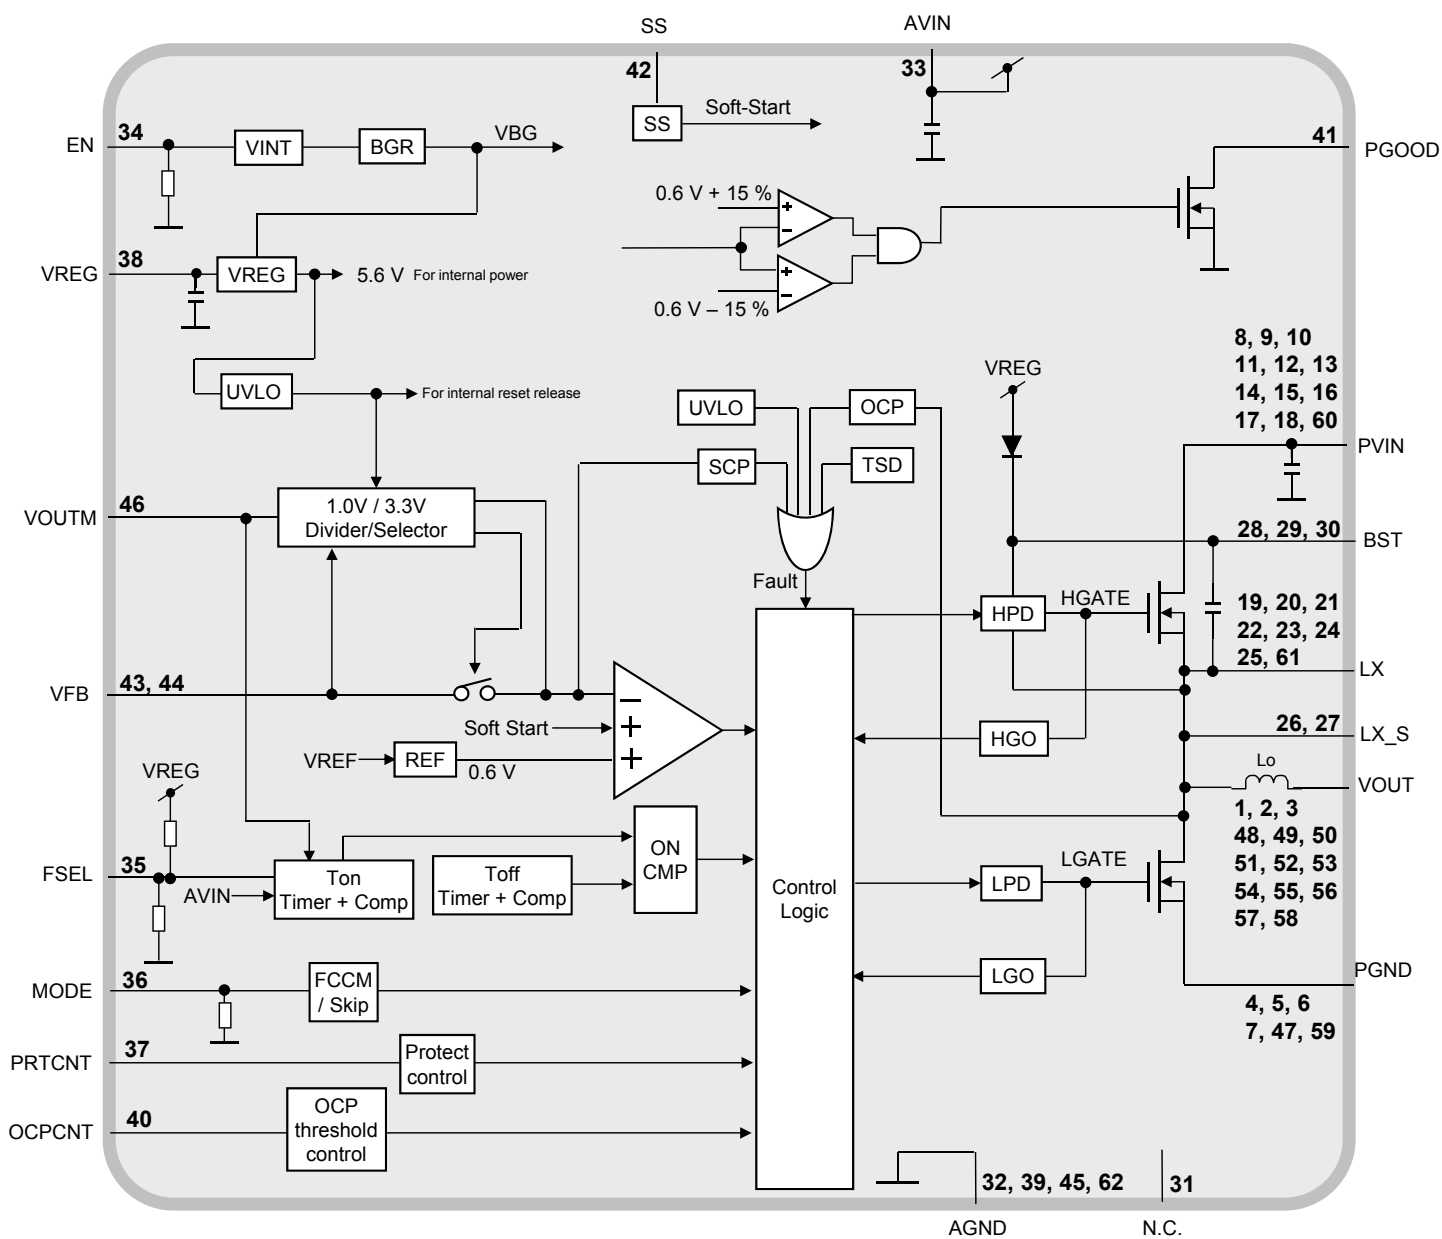 SS
AVIN
42
33
SS
Soft-Start
EN
34
VINT
BGR
VBG
41
PGOOD
0.6 V + 15 %
+
−
+
−
0.6 V – 15 %
VREG
38
VREG
5.6 V For internal power
8, 9, 10
11, 12, 13
14, 15, 16
17, 18, 60
PVIN
UVLO
For internal reset release
UVLO
OCP
VREG
SCP
TSD
VOUTM
46
1.0V / 3.3V
Divider/Selector
28, 29, 30
BST
Fault
HPD
HGATE
19, 20, 21
22, 23, 24
25, 61
LX
VFB
43, 44
−
+
+
Soft Start
VREF
REF
0.6 V
HGO
26, 27
LX_S
Lo
VOUT
1, 2, 3
48, 49, 50
51, 52, 53
54, 55, 56
57, 58
VREG
FSEL
35
AVIN
Ton
Timer + Comp
Toff
Timer + Comp
ON
CMP
Control
Logic
LPD
LGATE
LGO
PGND
4, 5, 6
7, 47, 59
MODE
36
FCCM
/ Skip
PRTCNT
37
Protect
control
OCPCNT
40
OCP
threshold
control
32, 39, 45, 62
31
AGND
N.C.